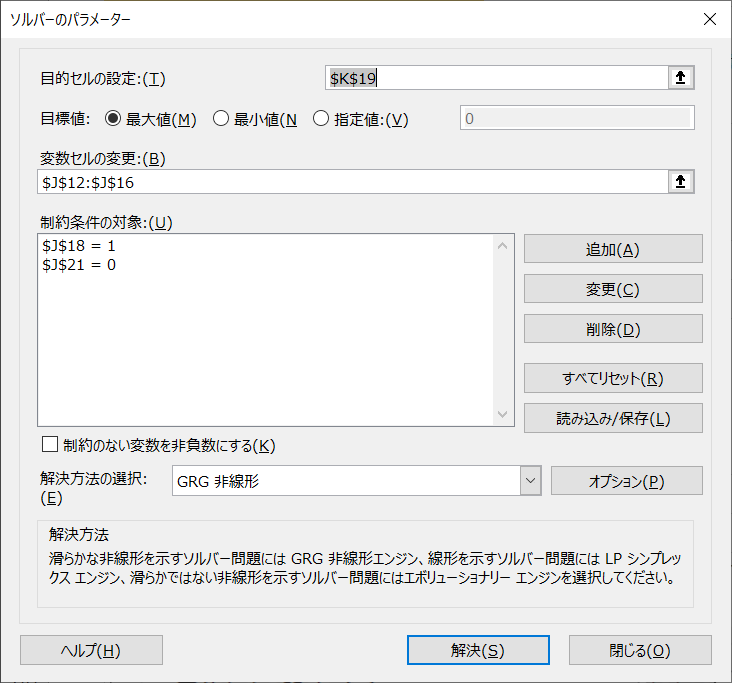 ソルバーのパラメーター
目的セルの設定:(T)
$K$19
目標値:
最大値(M)
最小値(N
指定値:(V)
0
変数セルの変更:(B)
$J$12:$J$16
制約条件の対象:(U)
$J$18 = 1
$J$21 = 0
追加(A)
変更(C)
削除(D)
すべてリセット(R)
読み込み/保存(L)
制約のない変数を非負数にする(K)
解決方法の選択:
(E)
GRG 非線形
オプション(P)
解決方法
滑らかな非線形を示すソルバー問題には GRG 非線形エンジン、線形を示すソルバー問題には LP シンプレッ
クス エンジン、滑らかではない非線形を示すソルバー問題にはエボリューショナリー エンジンを選択してください。
ヘルプ(H)
解決(S)
閉じる(O)